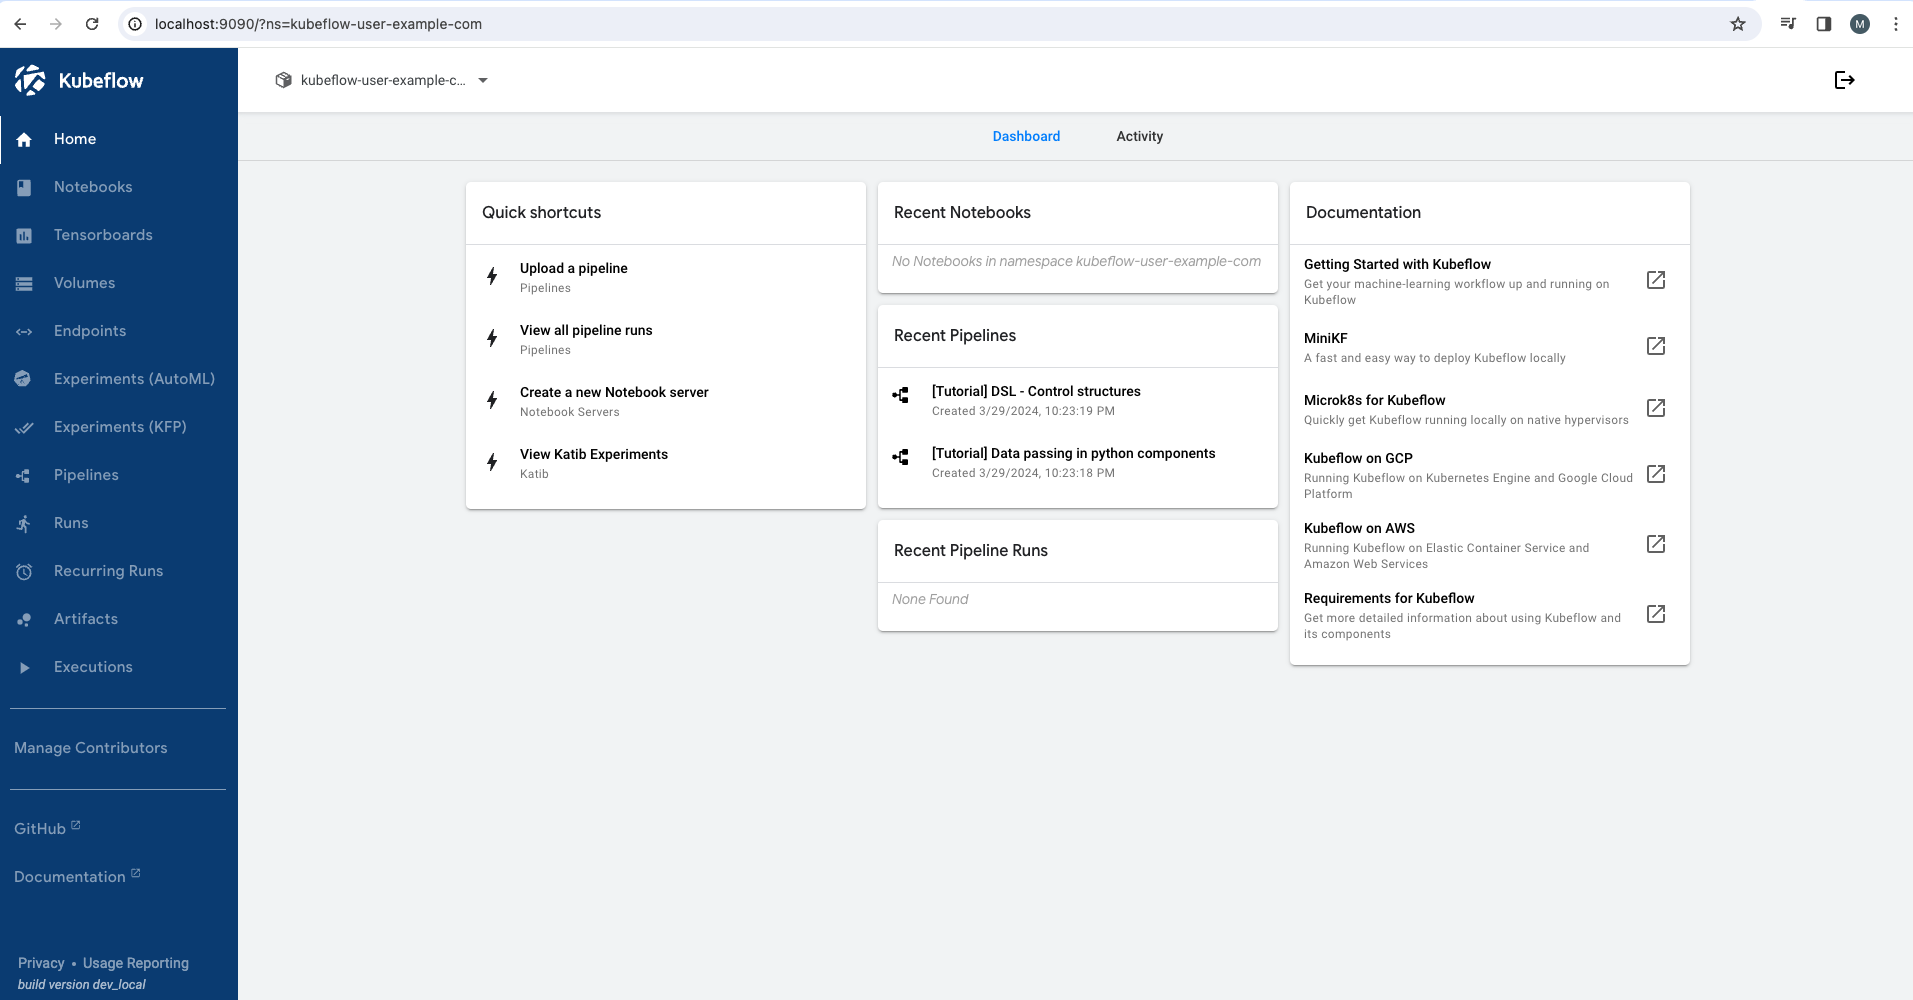 localhost:9090/?ns=kubeflow-user-example-com
M
Kubeflow
kubeflow-user-example-c...
Home
Notebooks
Tensorboards
Volumes
Endpoints
Experiments (AutoML)
Experiments (KFP)
Pipelines
Runs
Recurring Runs
Artifacts
Executions
Manage Contributors
GitHub
Documentation
Privacy • Usage Reporting
build version dev_local
Dashboard
Activity
Quick shortcuts
Upload a pipeline
Pipelines
View all pipeline runs
Pipelines
Create a new Notebook server
Notebook Servers
View Katib Experiments
Katib
Recent Notebooks
No Notebooks in namespace kubeflow-user-example-com
Recent Pipelines
[Tutorial] DSL - Control structures
Created 3/29/2024, 10:23:19 PM
[Tutorial] Data passing in python components
Created 3/29/2024, 10:23:18 PM
Recent Pipeline Runs
None Found
Documentation
Getting Started with Kubeflow
Get your machine-learning workflow up and running on
Kubeflow
MiniKF
A fast and easy way to deploy Kubeflow locally
Microk8s for Kubeflow
Quickly get Kubeflow running locally on native hypervisors
Kubeflow on GCP
Running Kubeflow on Kubernetes Engine and Google Cloud
Platform
Kubeflow on AWS
Running Kubeflow on Elastic Container Service and
Amazon Web Services
Requirements for Kubeflow
Get more detailed information about using Kubeflow and
its components